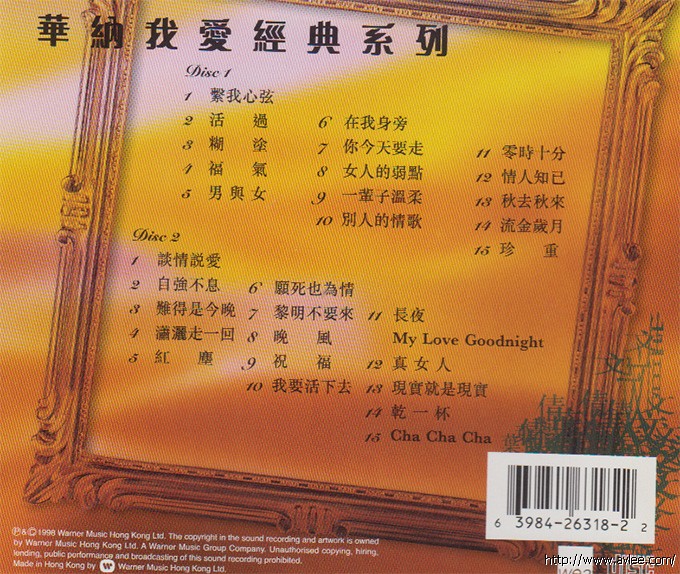 華納我愛經典系列
Disc 1
1 繫我心弦
2 活過
3 糊塗
4 福氣
5 男與女
6 在我身旁
7 你今天要走
8 女人的弱點
9 一輩子溫柔
10 別人的情歌
11 零時十分
12 情人知已
13 秋去秋來
14 流金歲月
15 珍重
Disc 2
1 談情説愛
2 自強不息
3 難得是今晚
4 瀟灑走一回
5 紅塵
6 願死也為情
7 黎明不要來
8 晚風
9 祝福
10 我要活下去
11 長夜
My Love Goodnight
12 真女人
13 現實就是現實
14 乾一杯
15 Cha Cha Cha
℗&©1998 Warner Music Hong Kong Ltd. The copyright in the sound recording and artwork is owned
by Warner Music Hong Kong Ltd. A Warner Music Group Company. Unauthorised copying, hiring,
lending, public performance and broadcasting of this sound recording prohibited.
Made in Hong Kong by Warner Music Hong Kong Ltd.
6 39842-6318-2 2